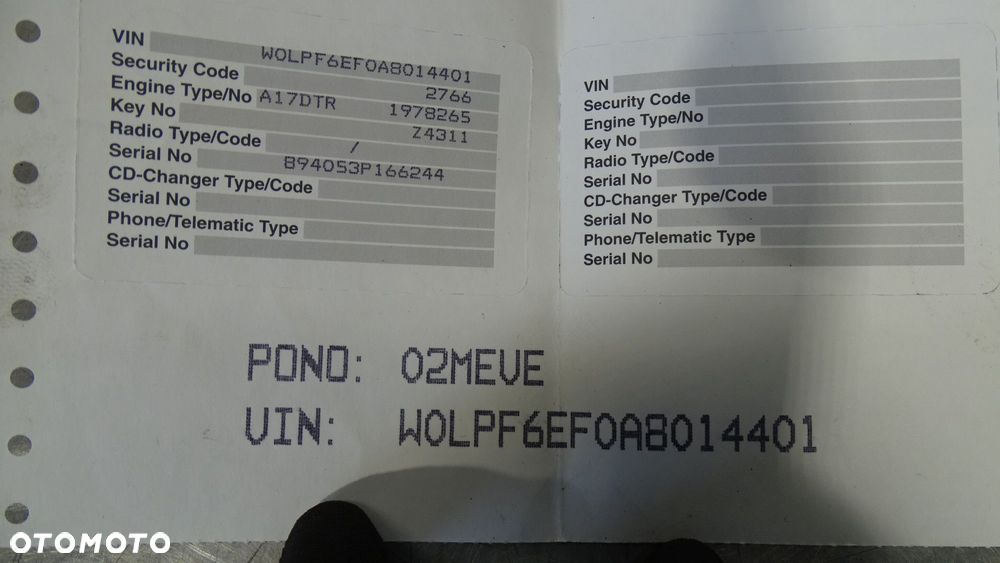 VIN W0LPF6EF0A8014401
Security Code 2766
Engine Type/No A17DTR 1978265
Key No Z4311
Radio Type/Code /
Serial No 894053P166244
CD-Changer Type/Code
Serial No
Phone/Telematic Type
Serial No
VIN
Security Code
Engine Type/No
Key No
Radio Type/Code
Serial No
CD-Changer Type/Code
Serial No
Phone/Telematic Type
Serial No
PONO: 02MEVE
VIN: W0LPF6EF0A8014401
OTOMOTO